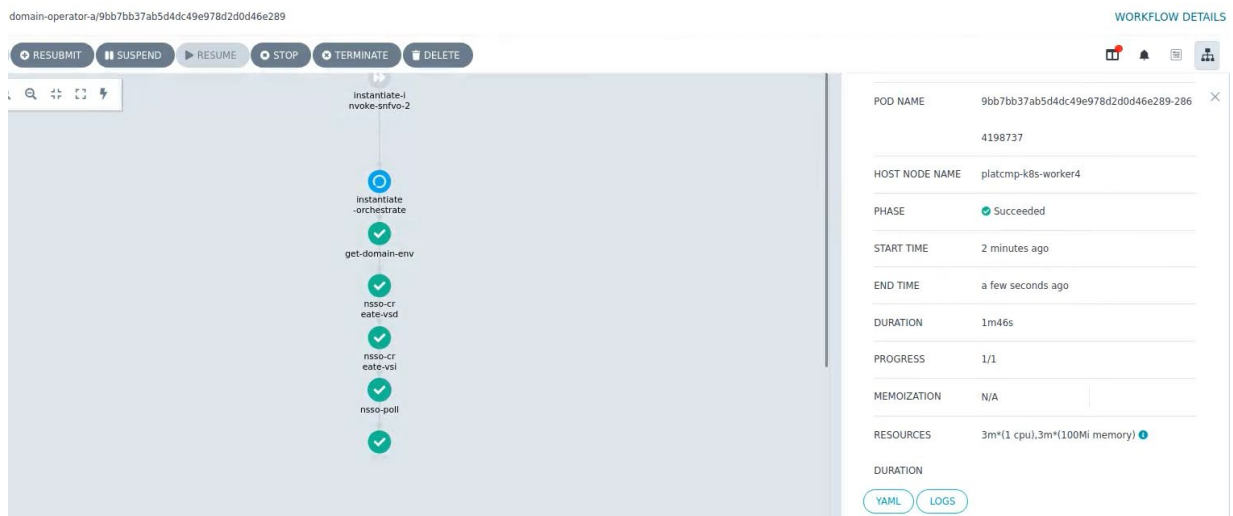 domain-operator-a/9bb7bb37ab5d4dc49e978d2d0d46e289
WORKFLOW DETAILS
RESUBMIT SUSPEND RESUME STOP TERMINATE DELETE
instantiate-i
nvoke-snfvo-2
instantiate
-orchestrate
get-domain-env
nsso-cr
eate-vsd
nsso-cr
eate-vsi
nsso-poll
POD NAME 9bb7bb37ab5d4dc49e978d2d0d46e289-286
4198737
HOST NODE NAME platcmp-k8s-worker4
PHASE Succeeded
START TIME 2 minutes ago
END TIME a few seconds ago
DURATION 1m46s
PROGRESS 1/1
MEMOIZATION N/A
RESOURCES 3m*(1 cpu),3m*(100Mi memory)
DURATION
YAML LOGS